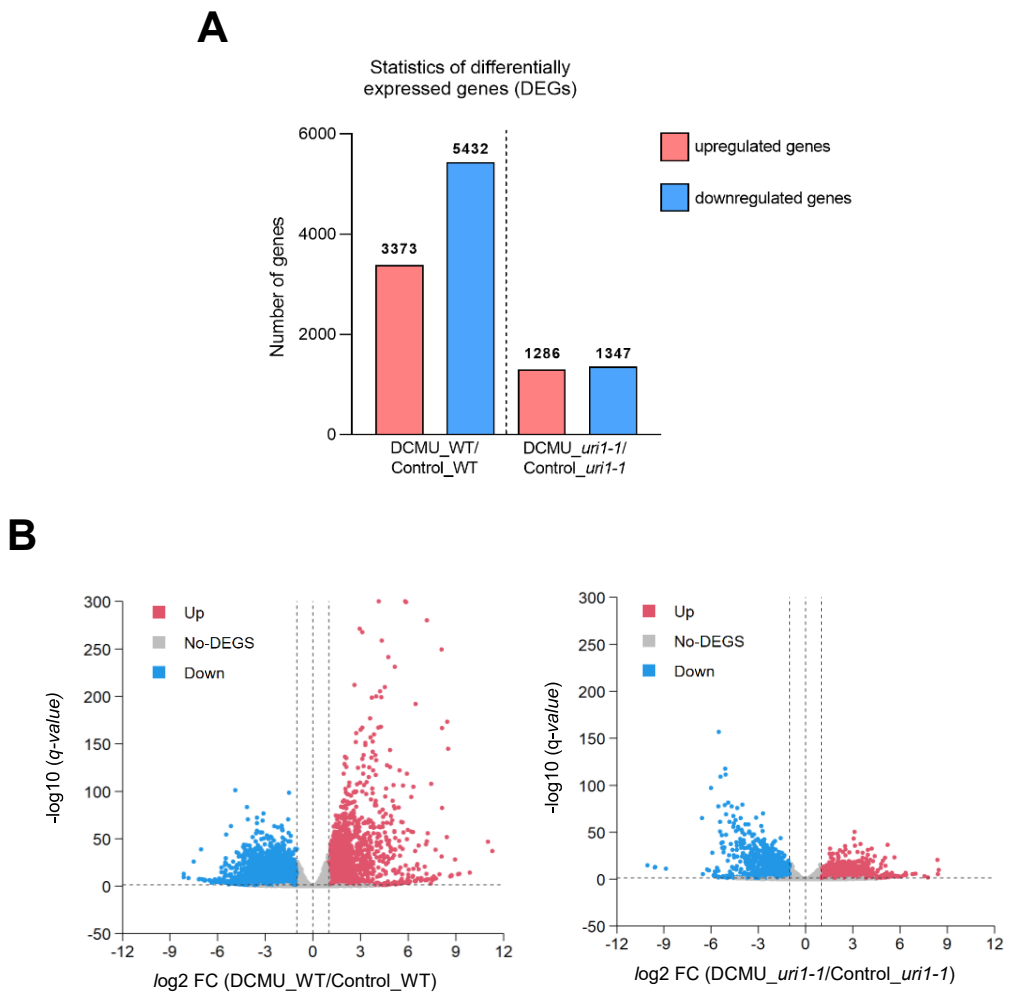 A
Statistics of differentially
expressed genes (DEGs)
upregulated genes
downregulated genes
Number of genes
6000
4000
2000
0
3373
5432
1286
1347
DCMU_WT/
Control_WT
DCMU_uri1-1/
Control_uri1-1
B
Up
No-DEGS
Down
-log10 (q-value)
300
250
200
150
100
50
0
-50
-12
-9
-6
-3
0
3
6
9
12
log2 FC (DCMU_WT/Control_WT)
Up
No-DEGS
Down
-log10 (q-value)
300
250
200
150
100
50
0
-50
-12
-9
-6
-3
0
3
6
9
12
log2 FC (DCMU_uri1-1/Control_uri1-1)